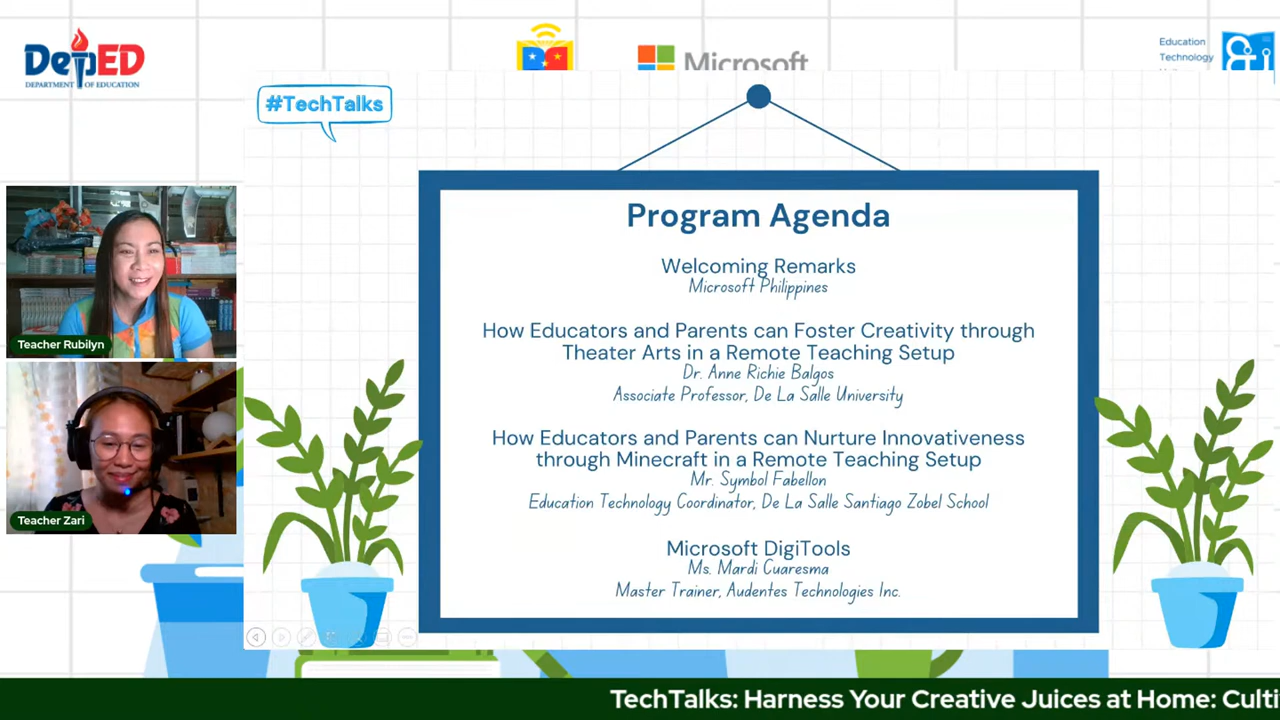 DepED
DEPARTMENT OF EDUCATION
Microsoft
Education
Technology
#TechTalks
Program Agenda
Welcoming Remarks
Microsoft Philippines
How Educators and Parents can Foster Creativity through
Theater Arts in a Remote Teaching Setup
Dr. Anne Richie Balgos
Associate Professor, De La Salle University
How Educators and Parents can Nurture Innovativeness
through Minecraft in a Remote Teaching Setup
Mr. Symbol Fabellon
Education Technology Coordinator, De La Salle Santiago Zobel School
Microsoft DigiTools
Ms. Mardi Cuaresma
Master Trainer, Audentes Technologies Inc.
Teacher Rubilyn
Teacher Zari
TechTalks: Harness Your Creative Juices at Home: Culti